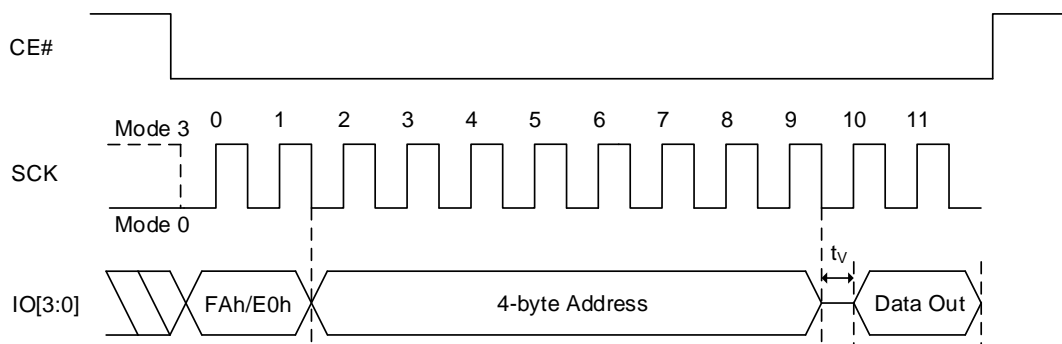 CE#
Mode 3
0 1 2 3 4 5 6 7 8 9 10 11
SCK
Mode 0
tV
IO[3:0]
FAh/E0h
4-byte Address
Data Out